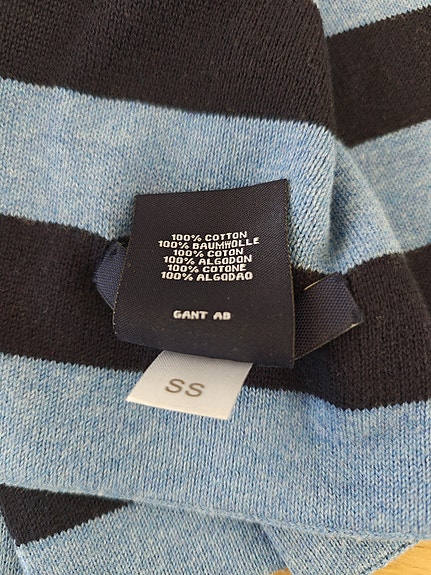 100% COTTON
100% BAUMWOLLE
100% COTON
100% ALGODON
100% COTONE
100% ALGODAO
GANT AB
SS